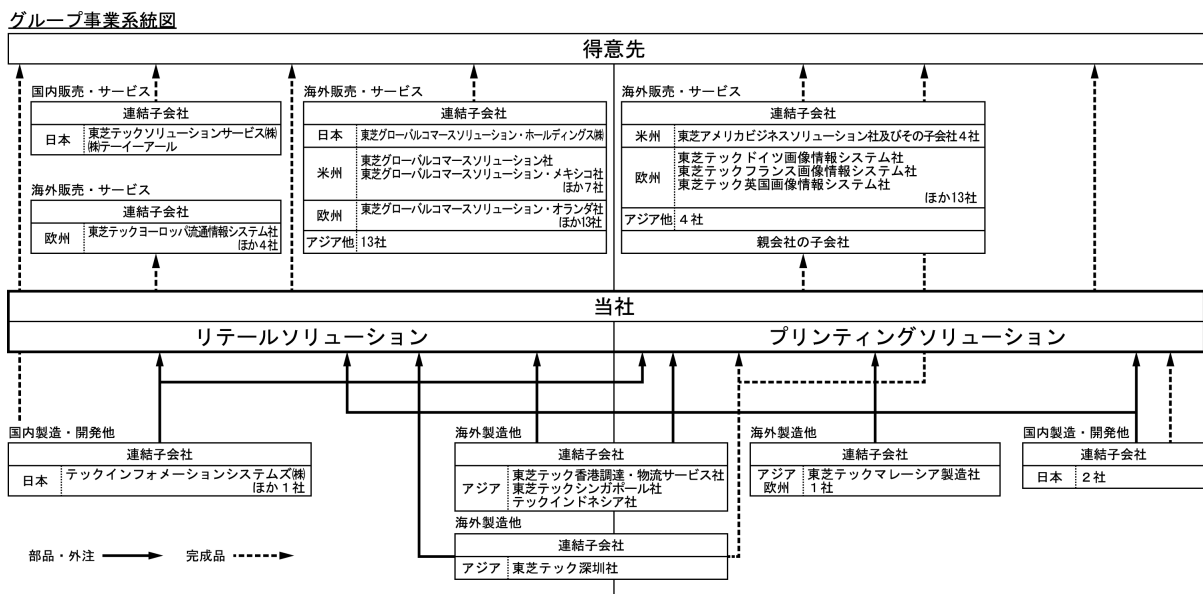 グループ事業系統図
得意先
国内販売・サービス
連結子会社
日本
東芝テックソリューションサービス㈱
㈱テーイーアール
海外販売・サービス
連結子会社
欧州
東芝テックヨーロッパ流通情報システム社
ほか4社
海外販売・サービス
連結子会社
日本
東芝グローバルコマースソリューション・ホールディングス㈱
米州
東芝グローバルコマースソリューション社
東芝グローバルコマースソリューション・メキシコ社
ほか7社
欧州
東芝グローバルコマースソリューション・オランダ社
ほか13社
アジア他
13社
海外販売・サービス
連結子会社
米州
東芝アメリカビジネスソリューション社及びその子会社4社
欧州
東芝テックドイツ画像情報システム社
東芝テックフランス画像情報システム社
東芝テック英国画像情報システム社
ほか13社
アジア他
4社
親会社の子会社
当社
リテールソリューション
プリンティングソリューション
国内製造・開発他
連結子会社
日本
テックインフォメーションシステムズ㈱
ほか1社
海外製造他
連結子会社
アジア
東芝テック香港調達・物流サービス社
東芝テックシンガポール社
テックインドネシア社
海外製造他
連結子会社
アジア
東芝テック深圳社
海外製造他
連結子会社
アジア
欧州
東芝テックマレーシア製造社
1社
国内製造・開発他
連結子会社
日本
2社
部品・外注
完成品